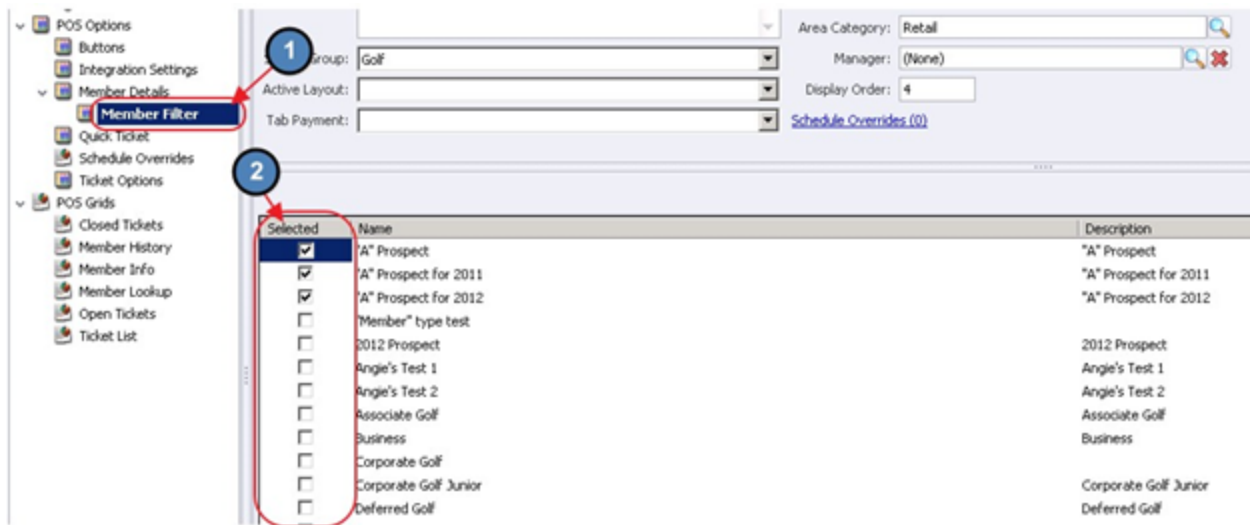 POS Options
Buttons
Integration Settings
Member Details
Member Filter
Quick Ticket
Schedule Overrides
Ticket Options
POS Grids
Closed Tickets
Member History
Member Info
Member Lookup
Open Tickets
Ticket List
1
2
Area Category: Retail
Group: Golf
Manager: (None)
Active Layout:
Display Order: 4
Tab Payment:
Schedule Overrides (0)
Selected Name Description
"A" Prospect "A" Prospect
"A" Prospect for 2011 "A" Prospect for 2011
"A" Prospect for 2012 "A" Prospect for 2012
"Member" type test
2012 Prospect 2012 Prospect
Angie's Test 1 Angie's Test 1
Angie's Test 2 Angie's Test 2
Associate Golf Associate Golf
Business Business
Corporate Golf
Corporate Golf Junior Corporate Golf Junior
Deferred Golf Deferred Golf